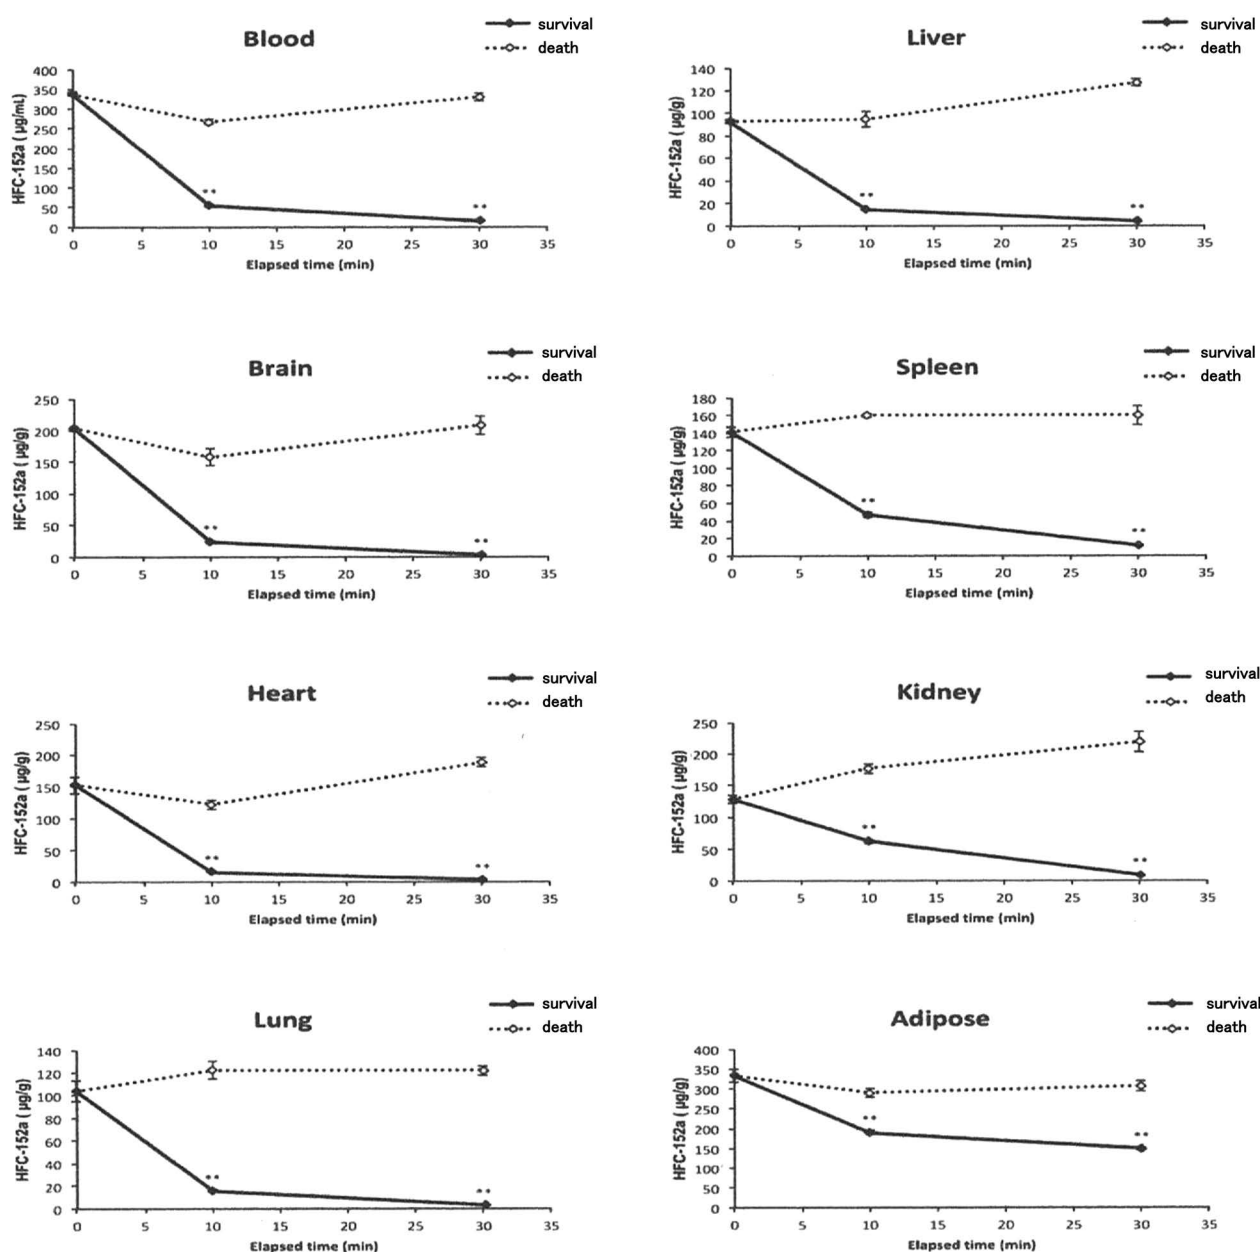 Blood
survival
death
HFC-152a ( µg/mL)
400
350
300
250
200
150
100
50
0
**
**
0 5 10 15 20 25 30 35
Elapsed time (min)
Liver
survival
death
HFC-152a ( µg/g)
140
120
100
80
60
40
20
0
**
**
0 5 10 15 20 25 30 35
Elapsed time (min)
Brain
survival
death
HFC-152a ( µg/g)
250
200
150
100
50
0
**
**
0 5 10 15 20 25 30 35
Elapsed time (min)
Spleen
survival
death
HFC-152a ( µg/g)
180
160
140
120
100
80
60
40
20
0
**
**
0 5 10 15 20 25 30 35
Elapsed time (min)
Heart
survival
death
HFC-152a ( µg/g)
250
200
150
100
50
0
**
**
0 5 10 15 20 25 30 35
Elapsed time (min)
Kidney
survival
death
HFC-152a ( µg/g)
250
200
150
100
50
0
**
**
0 5 10 15 20 25 30 35
Elapsed time (min)
Lung
survival
death
HFC-152a ( µg/g)
140
120
100
80
60
40
20
0
**
**
0 5 10 15 20 25 30 35
Elapsed time (min)
Adipose
survival
death
HFC-152a ( µg/g)
400
350
300
250
200
150
100
50
0
**
**
0 5 10 15 20 25 30 35
Elapsed time (min)